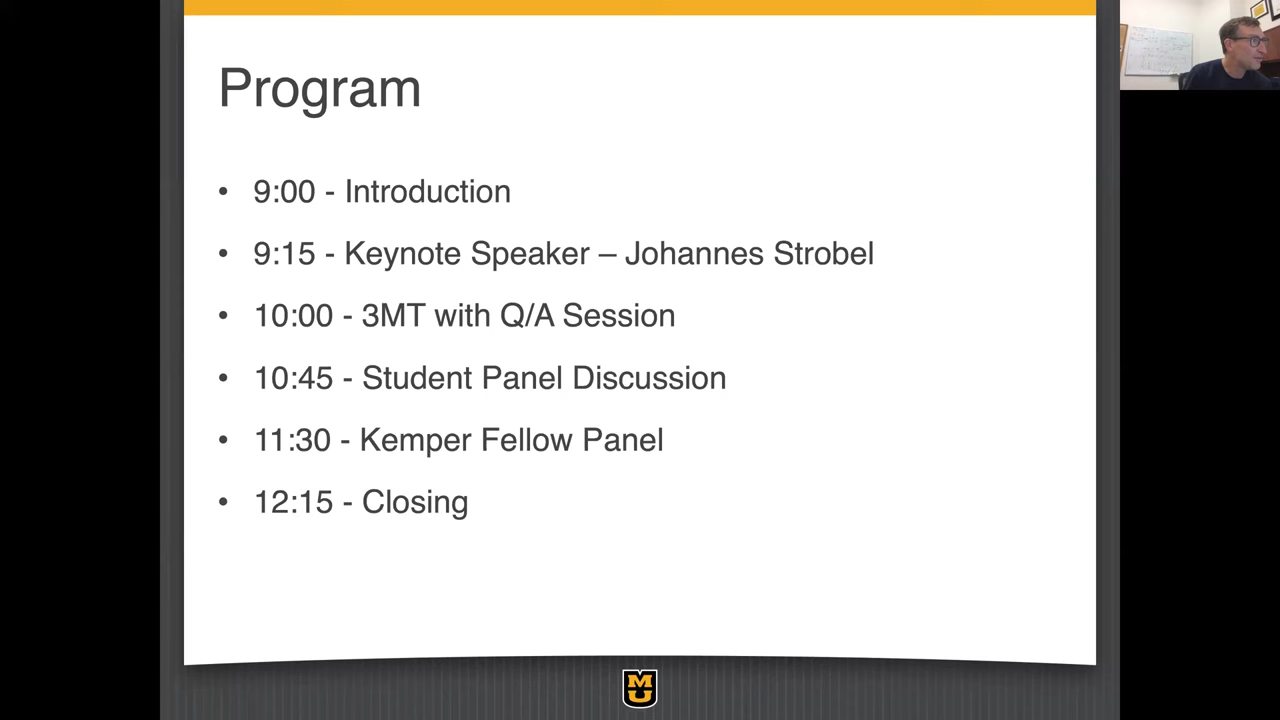 Program
• 9:00 - Introduction
• 9:15 - Keynote Speaker – Johannes Strobel
• 10:00 - 3MT with Q/A Session
• 10:45 - Student Panel Discussion
• 11:30 - Kemper Fellow Panel
• 12:15 - Closing
MU